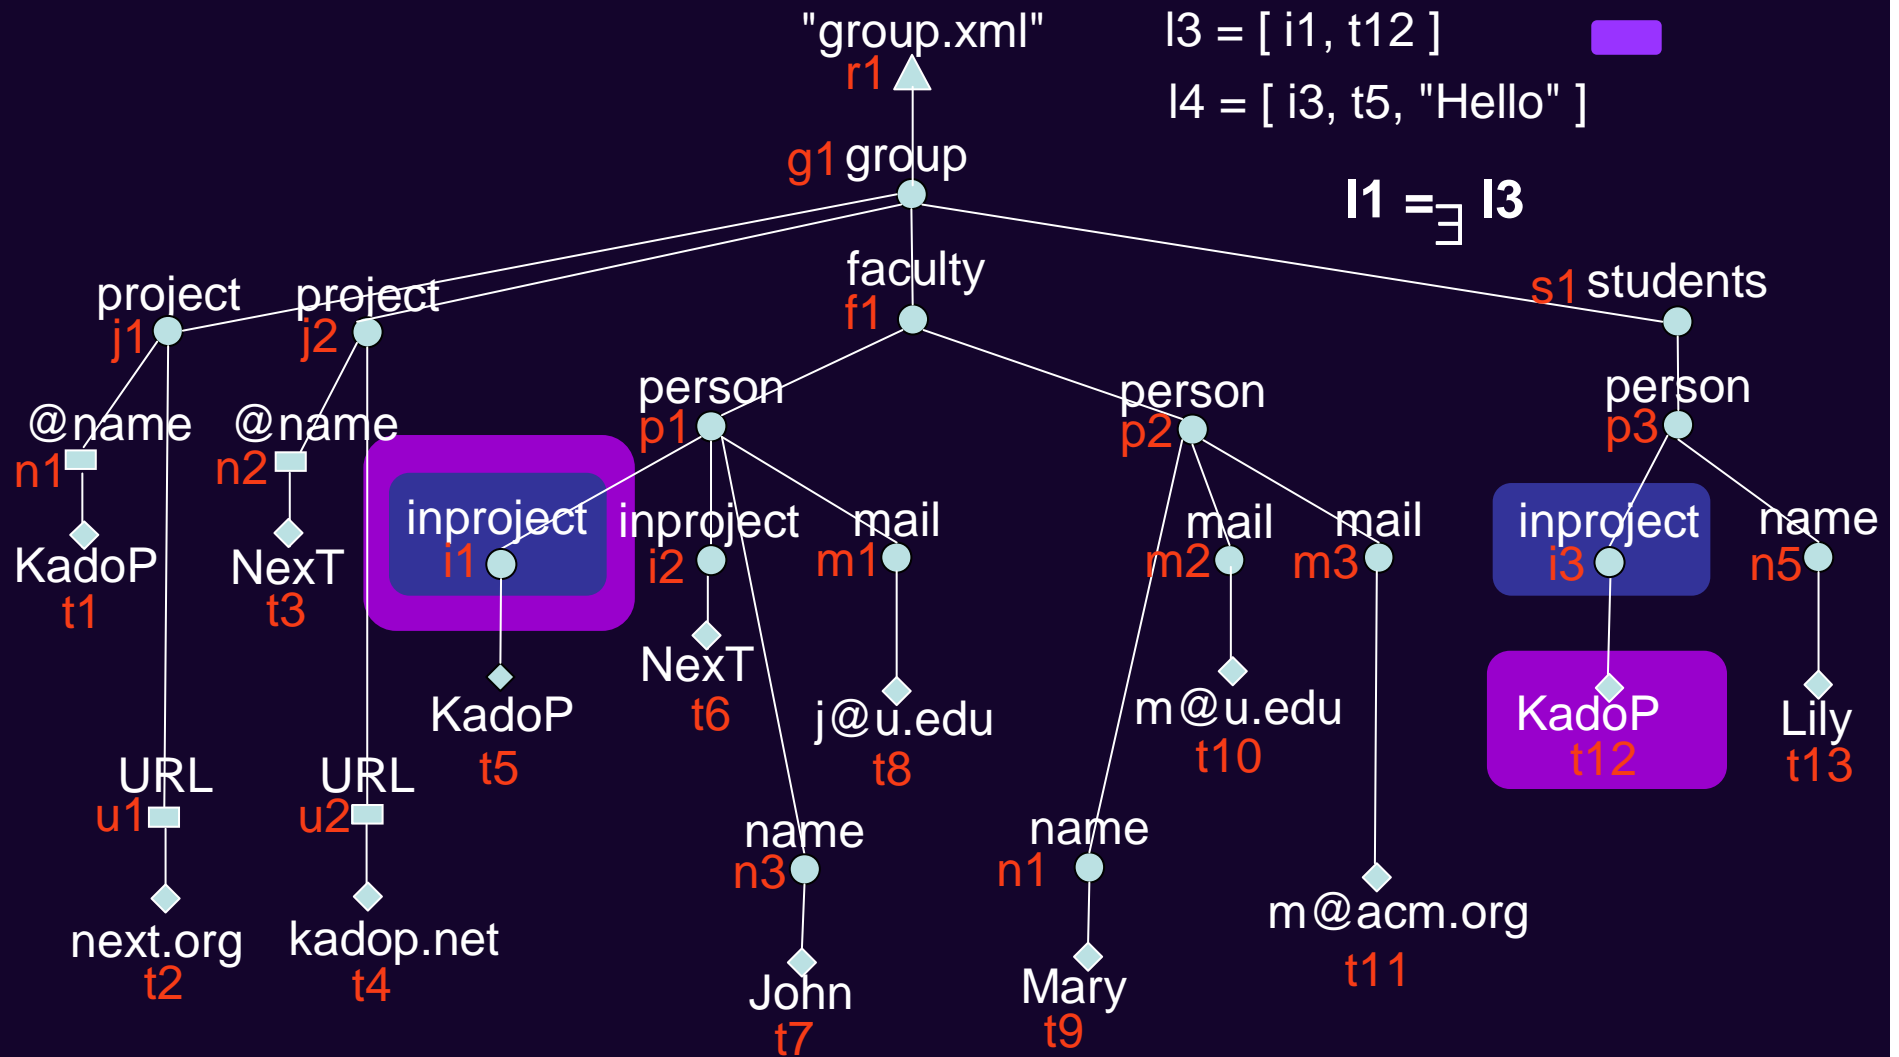 "group.xml"
r1
l3 = [ i1, t12 ]
l4 = [ i3, t5, "Hello" ]
g1 group
l1 =∃ l3
project
j1
project
j2
faculty
f1
s1 students
@name
n1
@name
n2
person
p1
person
p2
person
p3
inproject
i1
inproject
i2
mail
m1
mail
m2
mail
m3
inproject
i3
name
n5
KadoP
t1
NexT
t3
KadoP
t5
NexT
t6
j@u.edu
t8
m@u.edu
t10
KadoP
t12
Lily
t13
URL
u1
URL
u2
name
n3
name
n1
next.org
t2
kadop.net
t4
John
t7
Mary
t9
m@acm.org
t11